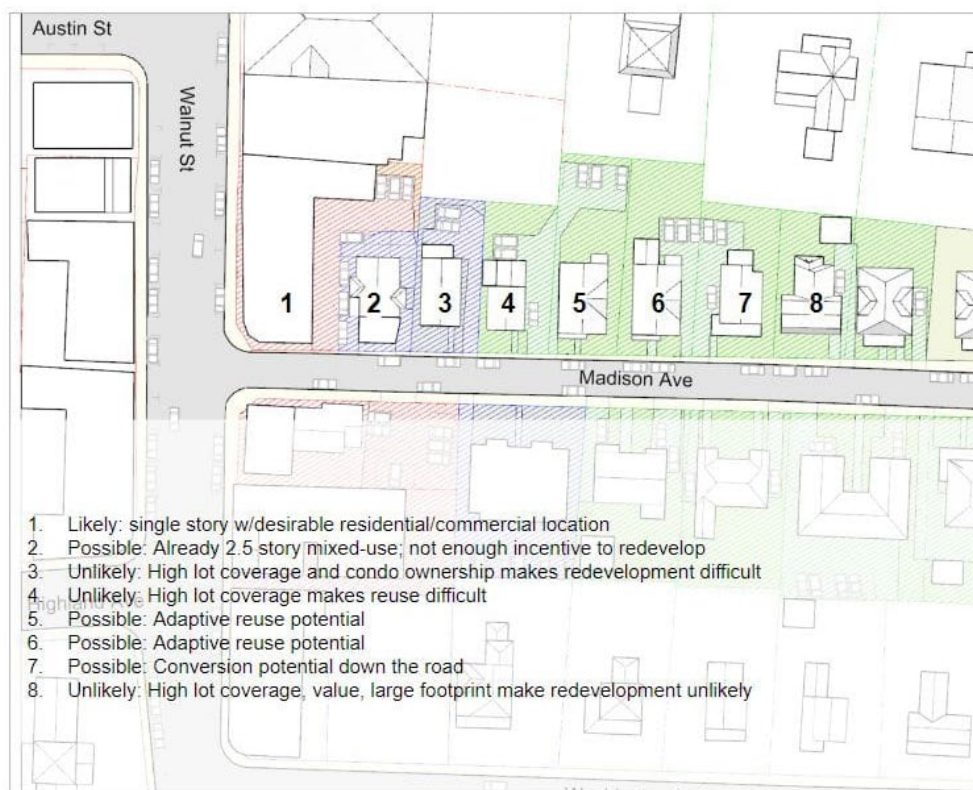 Austin St
Walnut St
1 2 3 4 5 6 7 8
Madison Ave
1. Likely: single story w/desirable residential/commercial location
2. Possible: Already 2.5 story mixed-use; not enough incentive to redevelop
3. Unlikely: High lot coverage and condo ownership makes redevelopment difficult
4. Unlikely: High lot coverage makes reuse difficult
Highland Ave
5. Possible: Adaptive reuse potential
6. Possible: Adaptive reuse potential
7. Possible: Conversion potential down the road
8. Unlikely: High lot coverage, value, large footprint make redevelopment unlikely